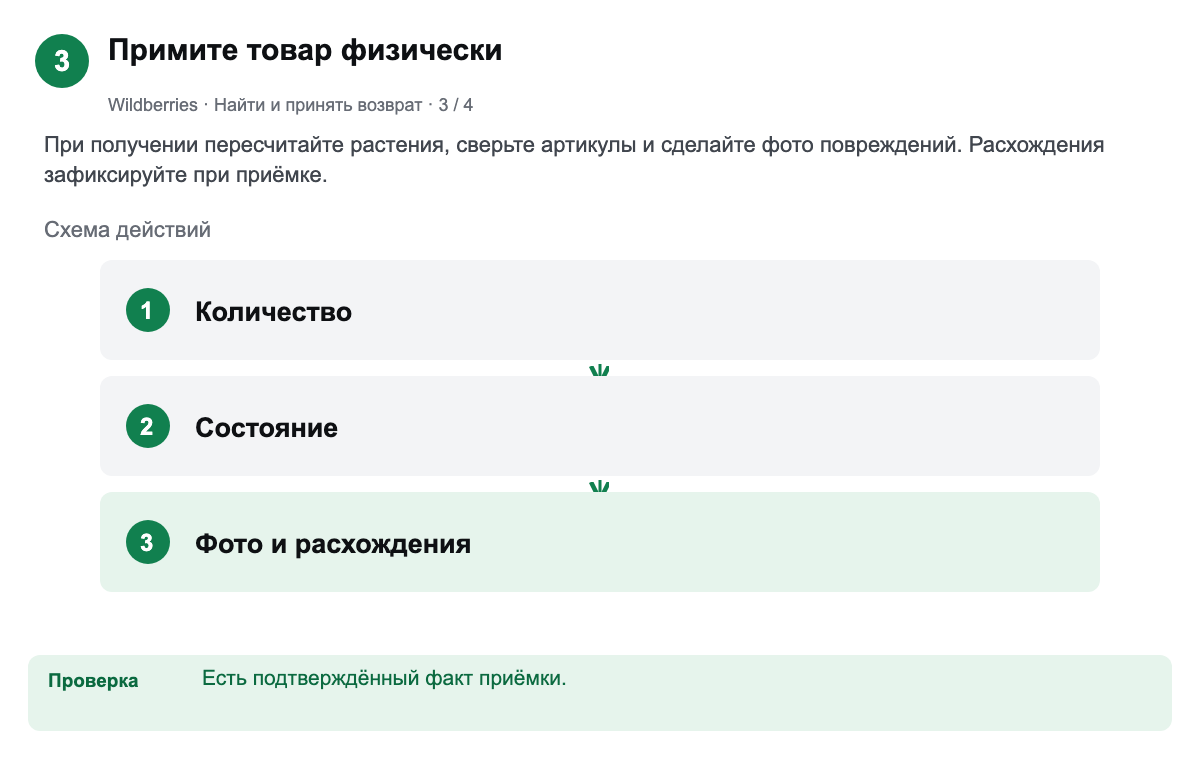 3
Примите товар физически
Wildberries · Найти и принять возврат · 3 / 4
При получении пересчитайте растения, сверьте артикулы и сделайте фото повреждений. Расхождения
зафиксируйте при приёмке.
Схема действий
1 Количество
2 Состояние
3 Фото и расхождения
Проверка Есть подтверждённый факт приёмки.